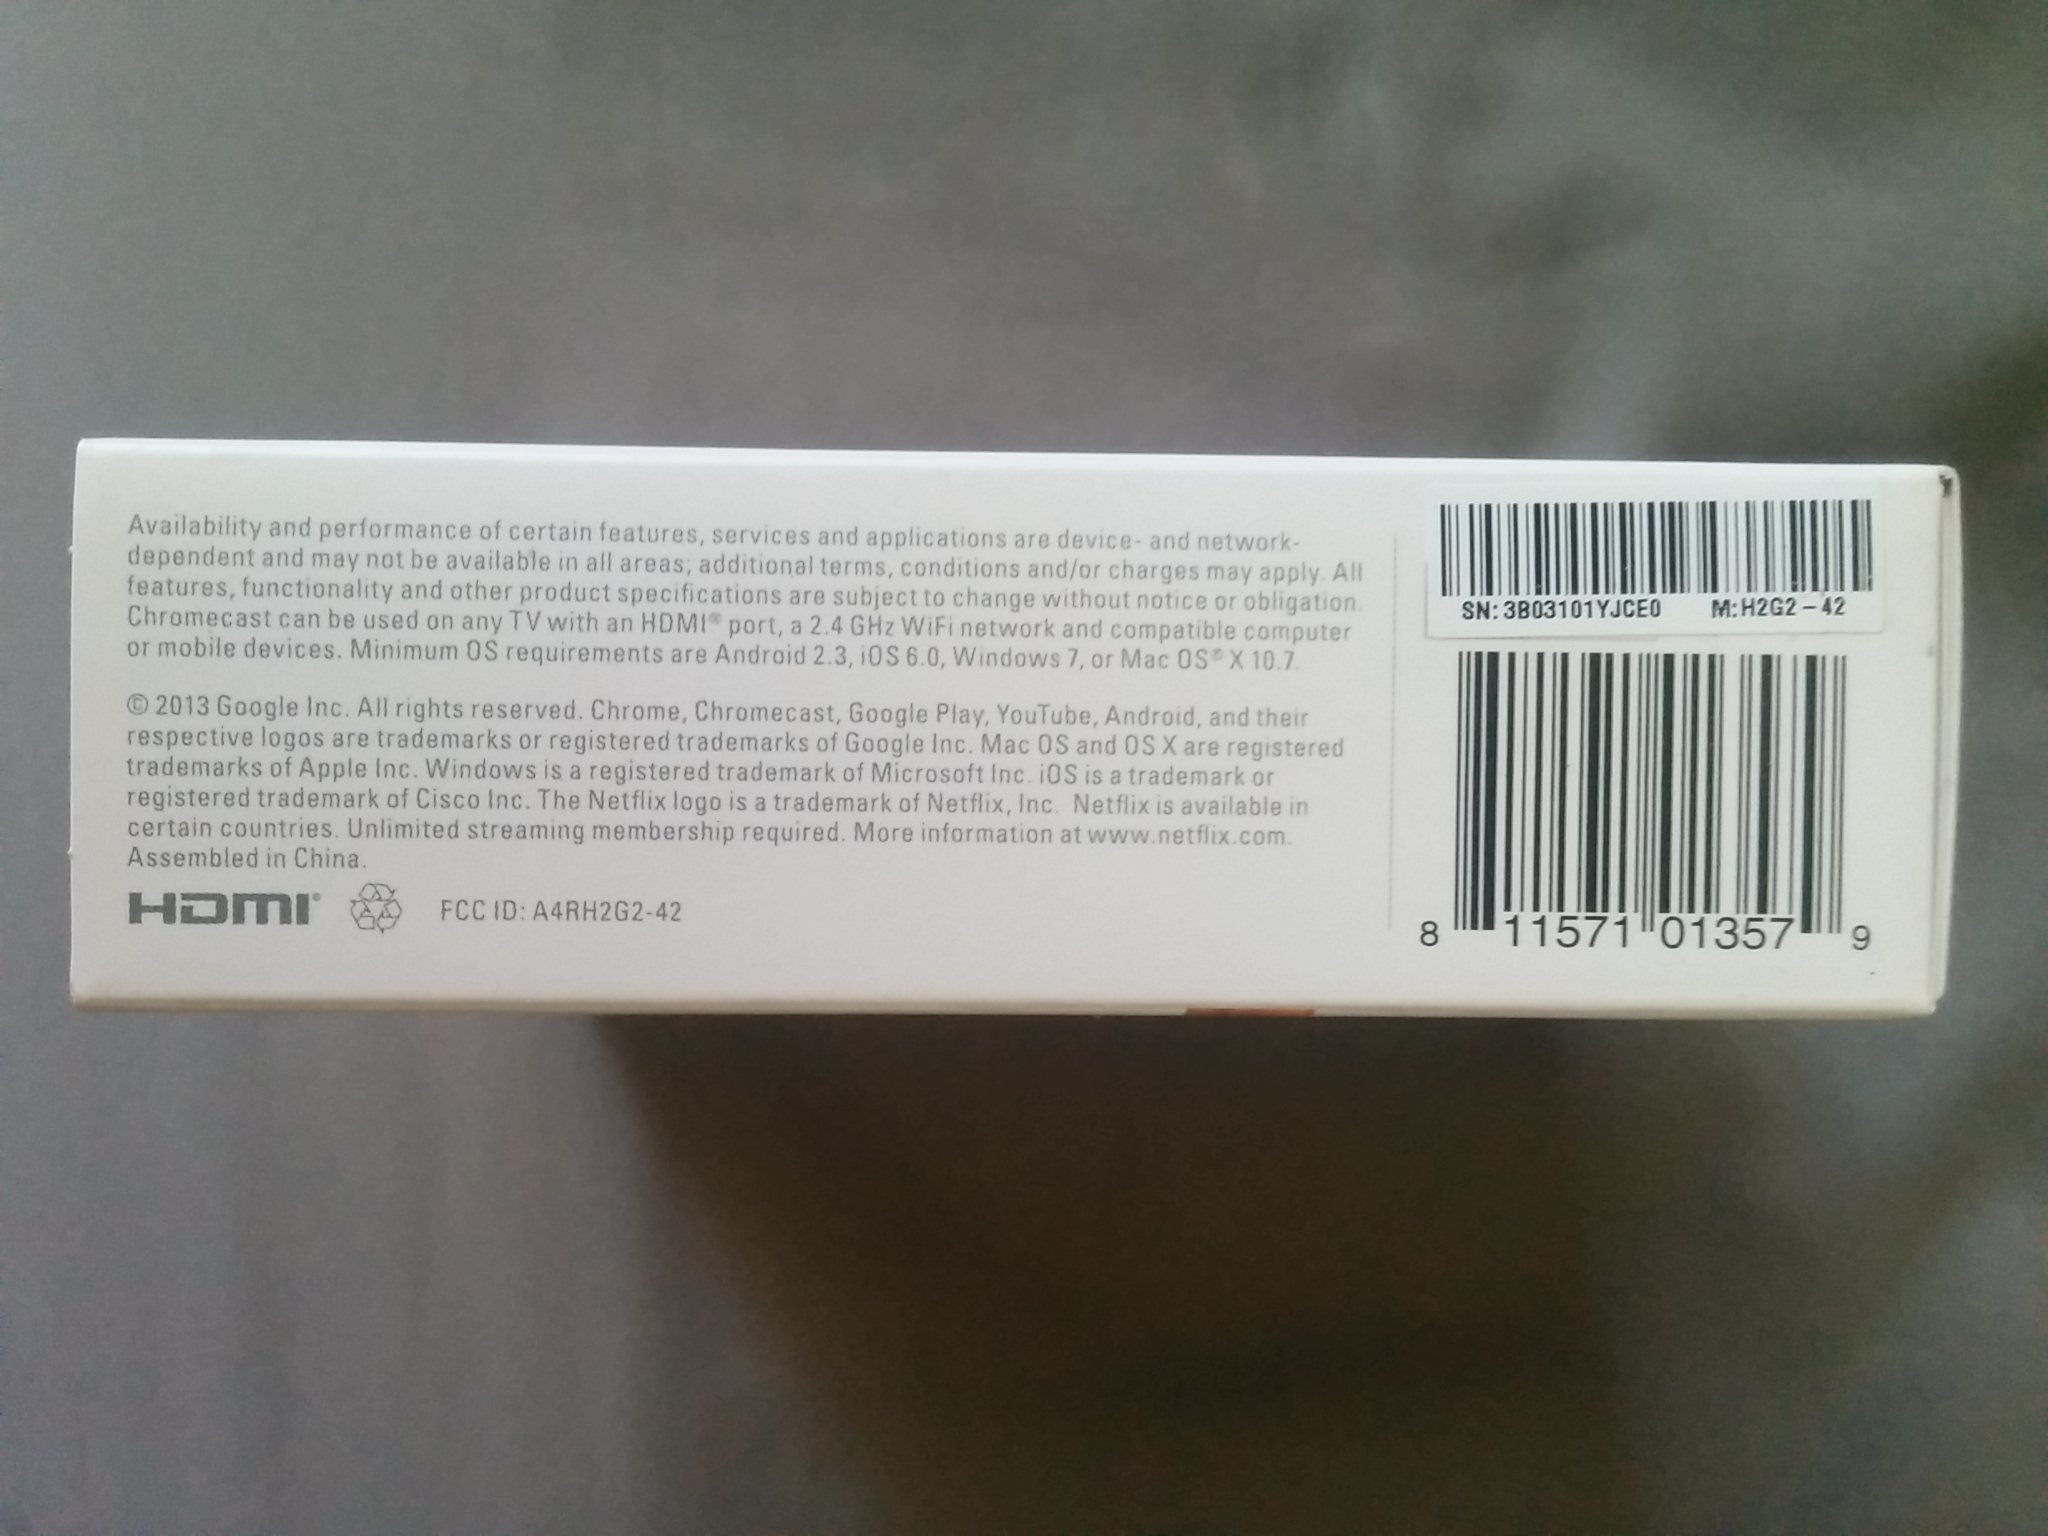 Availability and performance of certain features, services and applications are device- and network-
dependent and may not be available in all areas; additional terms, conditions and/or charges may apply. All
features, functionality and other product specifications are subject to change without notice or obligation.
Chromecast can be used on any TV with an HDMI® port, a 2.4 GHz WiFi network and compatible computer
or mobile devices. Minimum OS requirements are Android 2.3, iOS 6.0, Windows 7, or Mac OS® X 10.7.
© 2013 Google Inc. All rights reserved. Chrome, Chromecast, Google Play, YouTube, Android, and their
respective logos are trademarks or registered trademarks of Google Inc. Mac OS and OS X are registered
trademarks of Apple Inc. Windows is a registered trademark of Microsoft Inc. iOS is a trademark or
registered trademark of Cisco Inc. The Netflix logo is a trademark of Netflix, Inc. Netflix is available in
certain countries. Unlimited streaming membership required. More information at www.netflix.com.
Assembled in China.
HDMI® FCC ID: A4RH2G2-42
SN: 3B03101YJCE0 M: H2G2-42
8 11571 01357 9